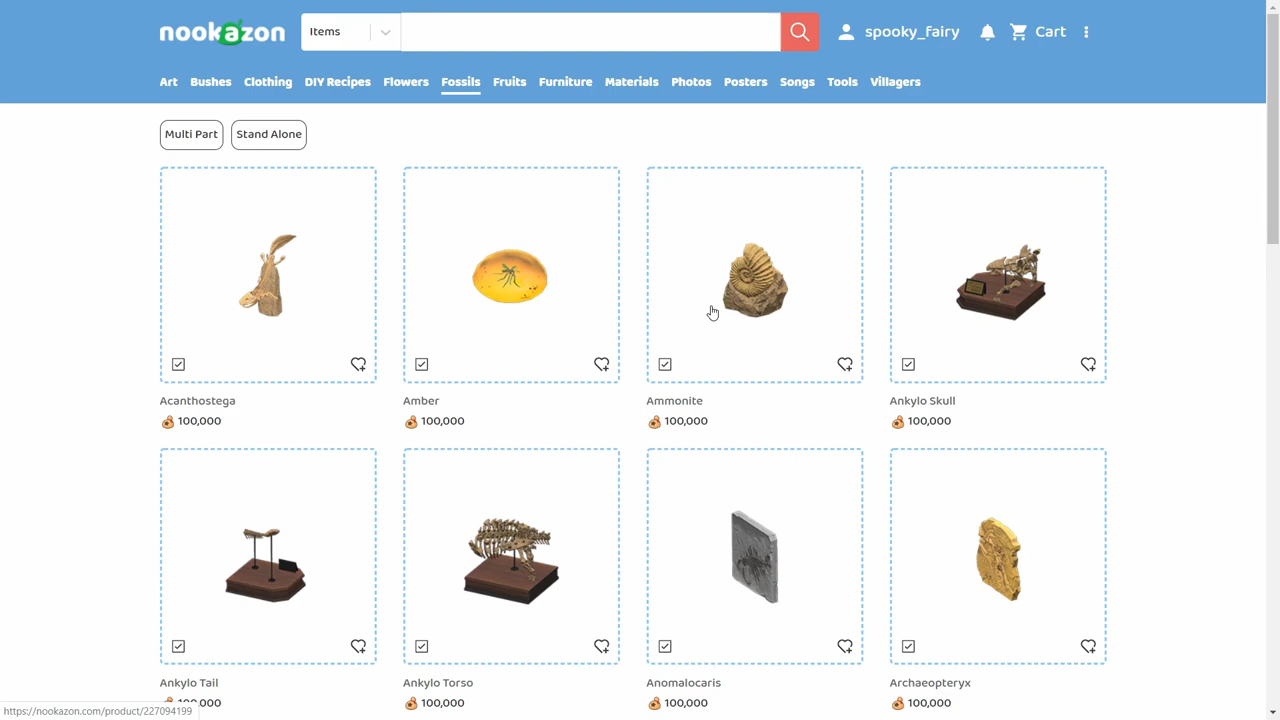 nookazon
Items
spooky_fairy
Cart
Art Bushes Clothing DIY Recipes Flowers Fossils Fruits Furniture Materials Photos Posters Songs Tools Villagers
Multi Part Stand Alone
Acanthostega Amber Ammonite Ankylo Skull
100,000 100,000 100,000 100,000
Ankylo Tail Ankylo Torso Anomalocaris Archaeopteryx
100,000 100,000 100,000 100,000
https://nookazon.com/product/227094199